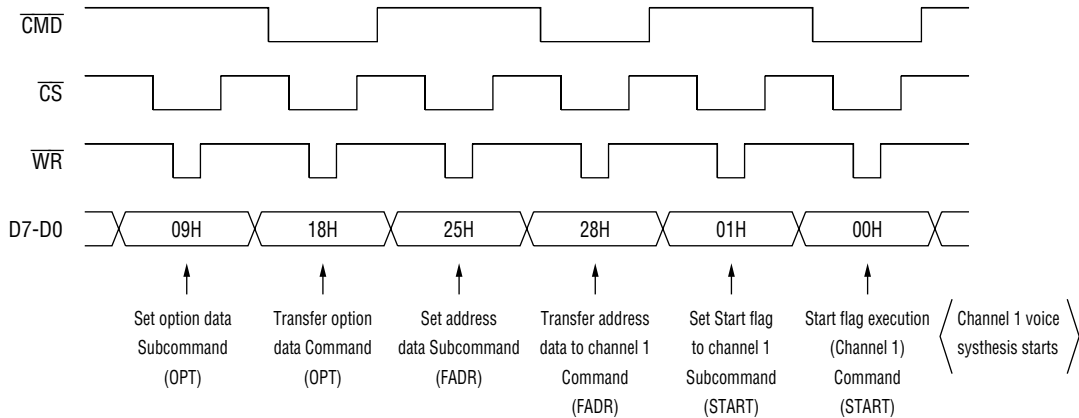 CMD
CS
WR
D7-D0
09H
18H
25H
28H
01H
00H
Set option data
Subcommand
(OPT)
Transfer option
data Command
(OPT)
Set address
data Subcommand
(FADR)
Transfer address
data to channel 1
Command
(FADR)
Set Start flag
to channel 1
Subcommand
(START)
Start flag execution
(Channel 1)
Command
(START)
Channel 1 voice
systhesis starts